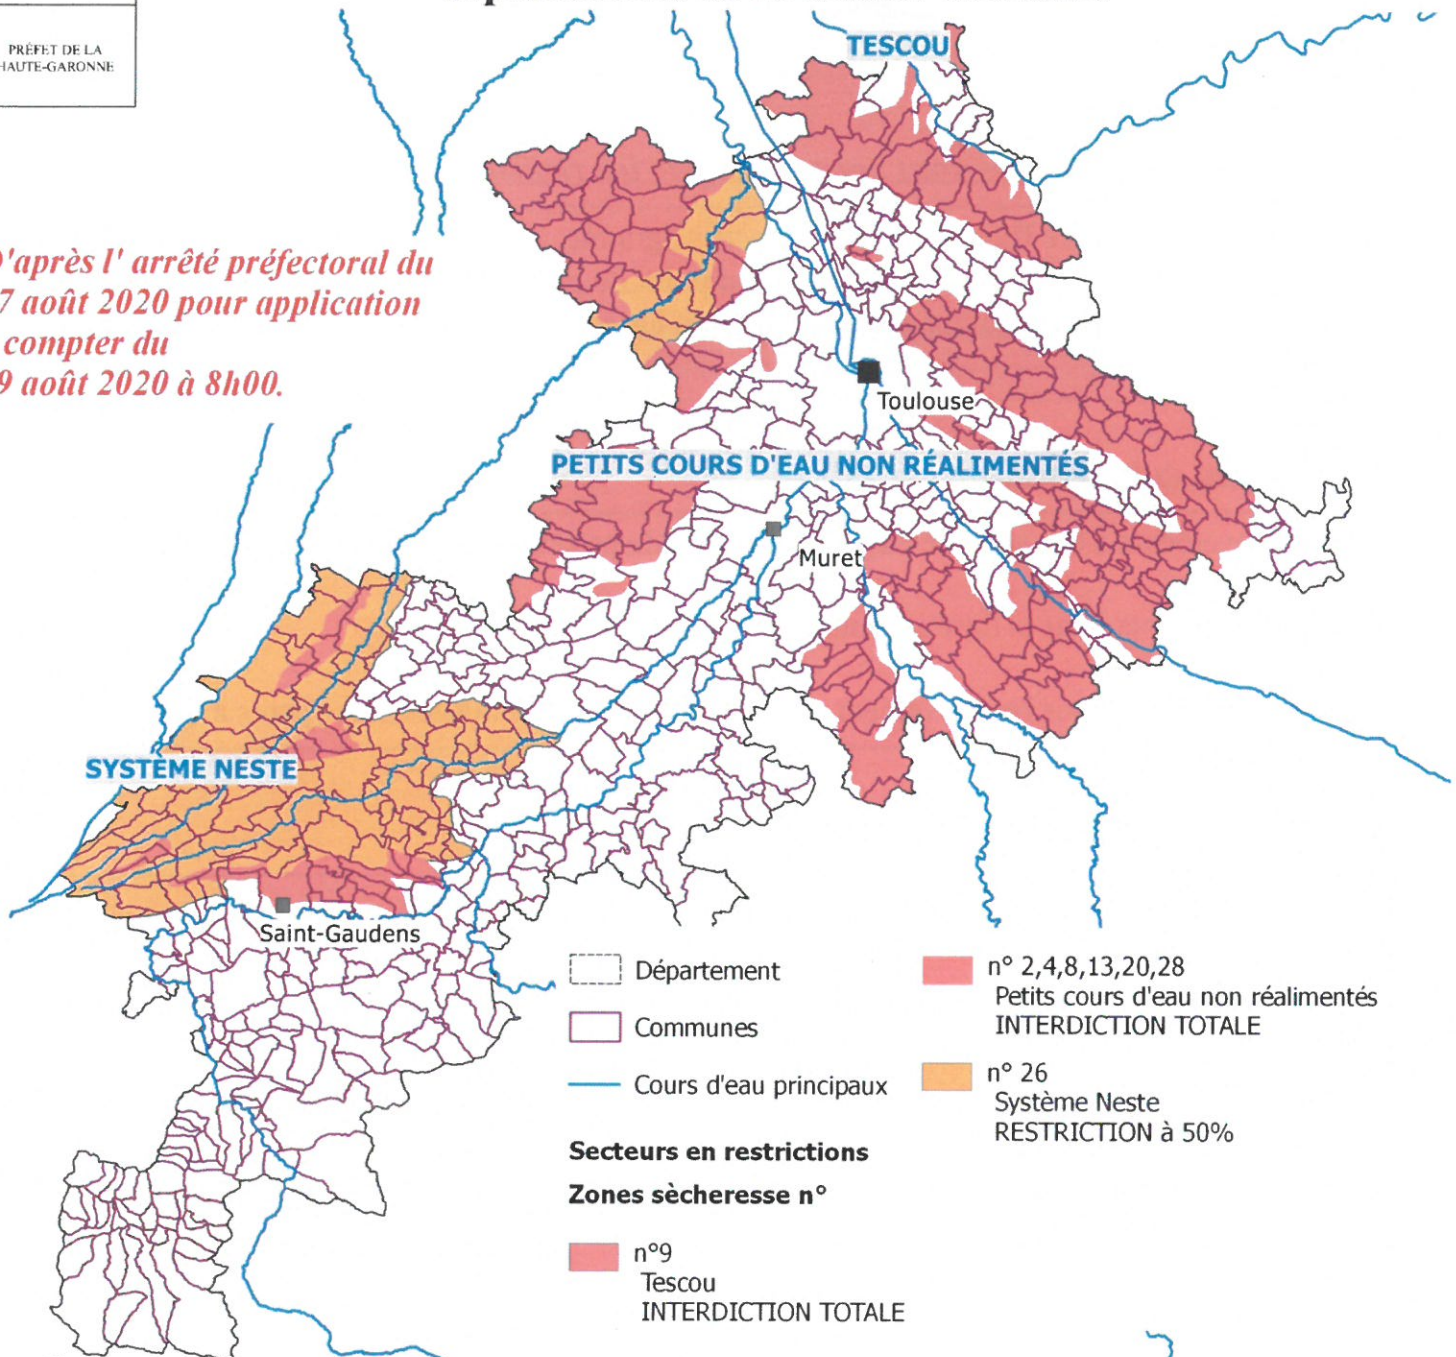 PRÉFET DE LA
HAUTE-GARONNE
TESCOU
D'après l' arrêté préfectoral du
7 août 2020 pour application
compter du
9 août 2020 à 8h00.
Toulouse
PETITS COURS D'EAU NON RÉALIMENTÉS
Muret
SYSTÈME NESTE
Saint-Gaudens
Département
Communes
Cours d'eau principaux
Secteurs en restrictions
Zones sècheresse n°
n°9
Tescou
INTERDICTION TOTALE
n° 2,4,8,13,20,28
Petits cours d'eau non réalimentés
INTERDICTION TOTALE
n° 26
Système Neste
RESTRICTION à 50%